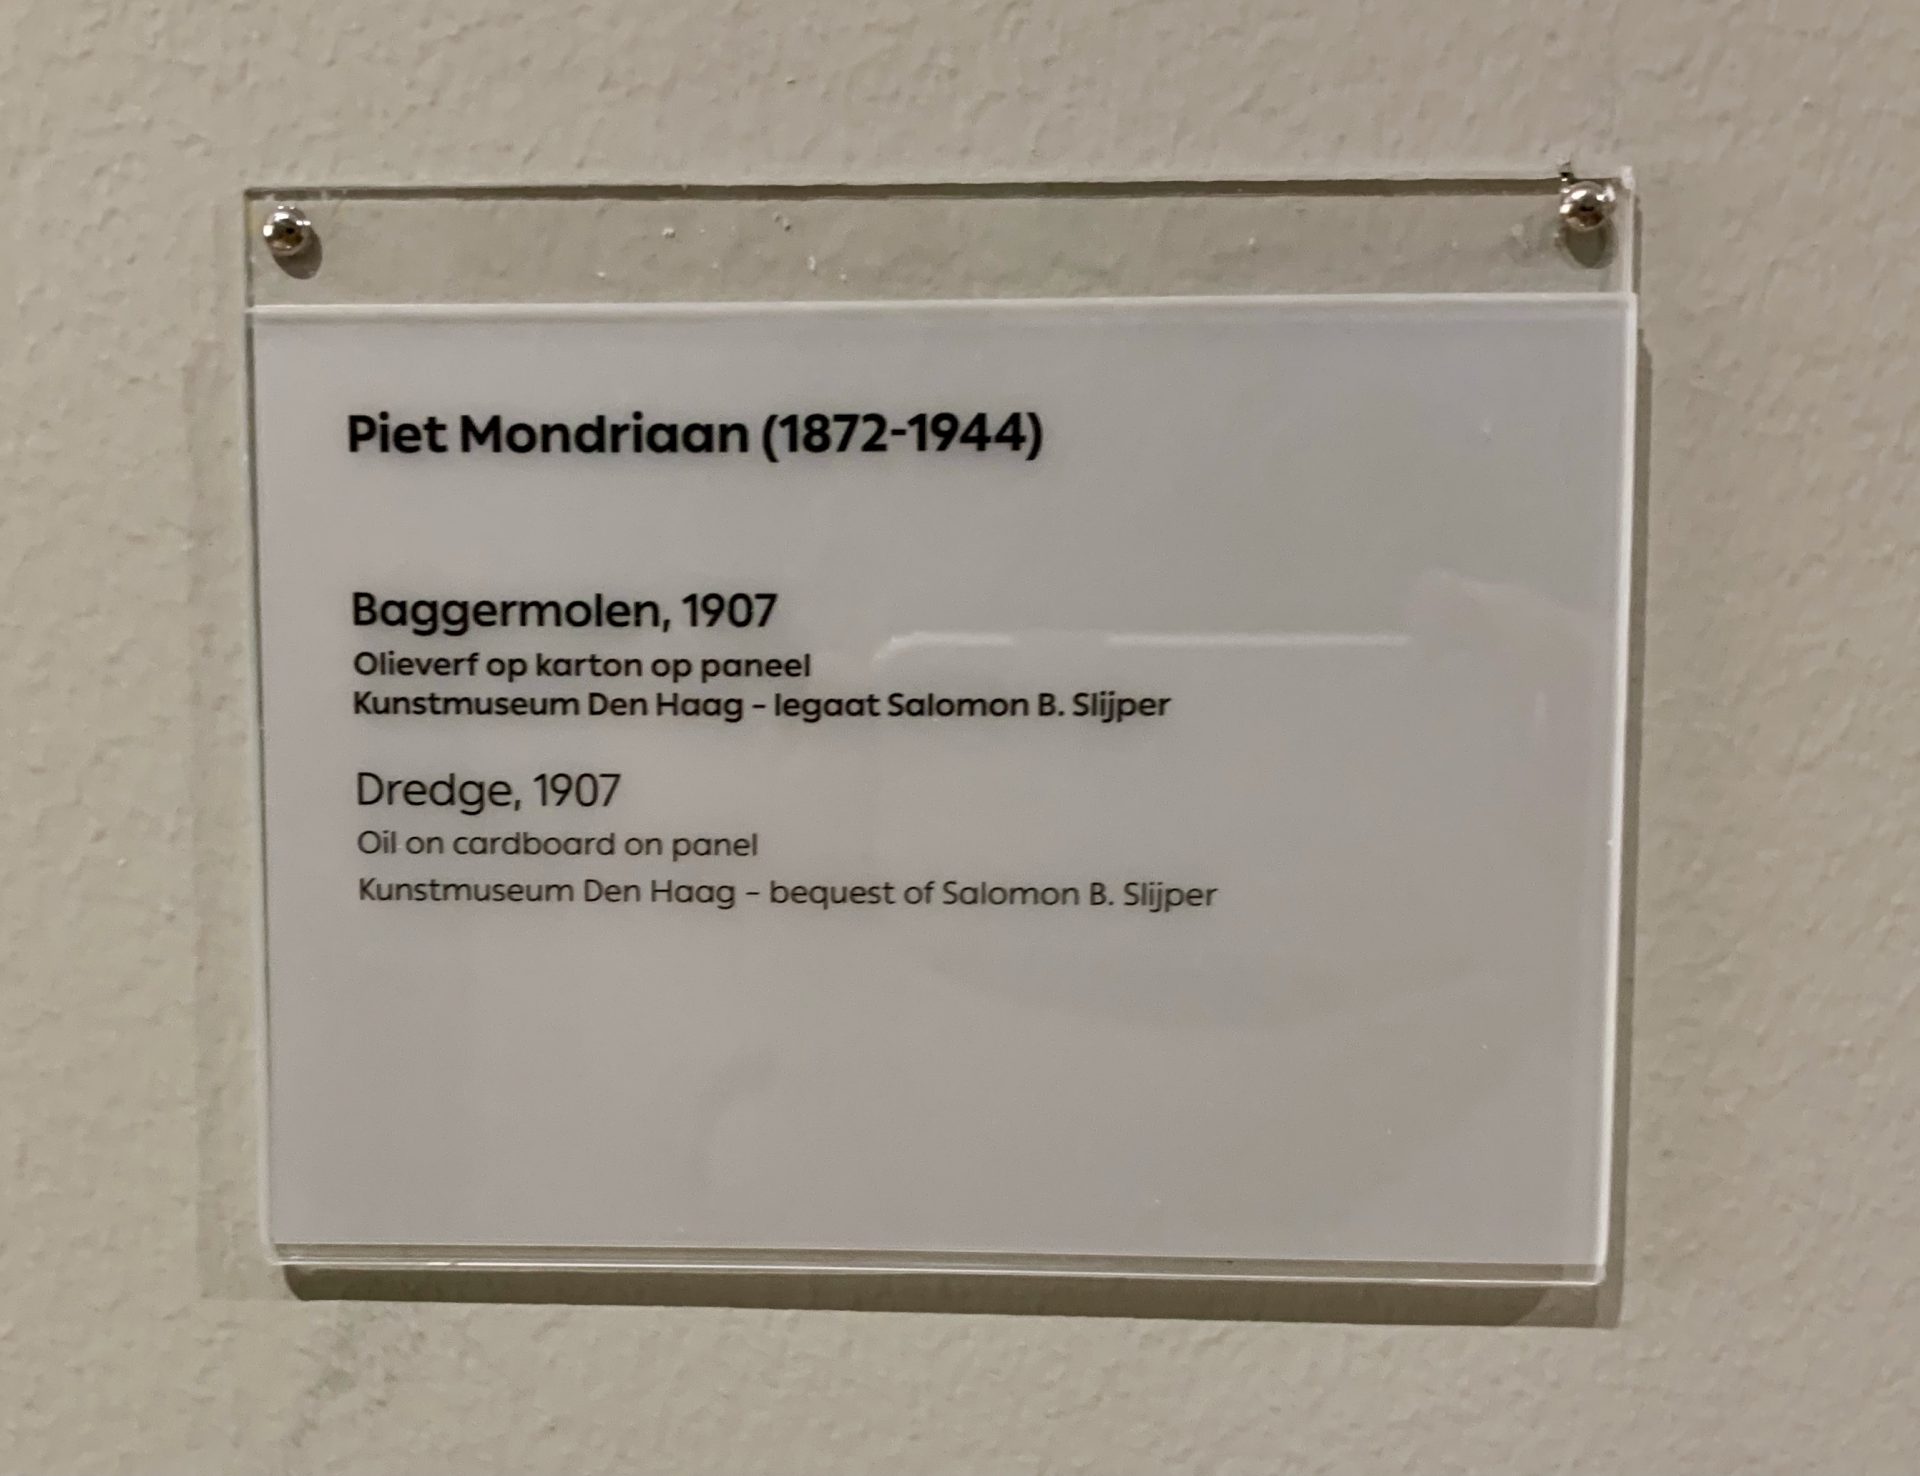 Piet Mondriaan (1872-1944)
Baggermolen, 1907
Olieverf op karton op paneel
Kunstmuseum Den Haag – legaat Salomon B. Slijper
Dredge, 1907
Oil on cardboard on panel
Kunstmuseum Den Haag – bequest of Salomon B. Slijper